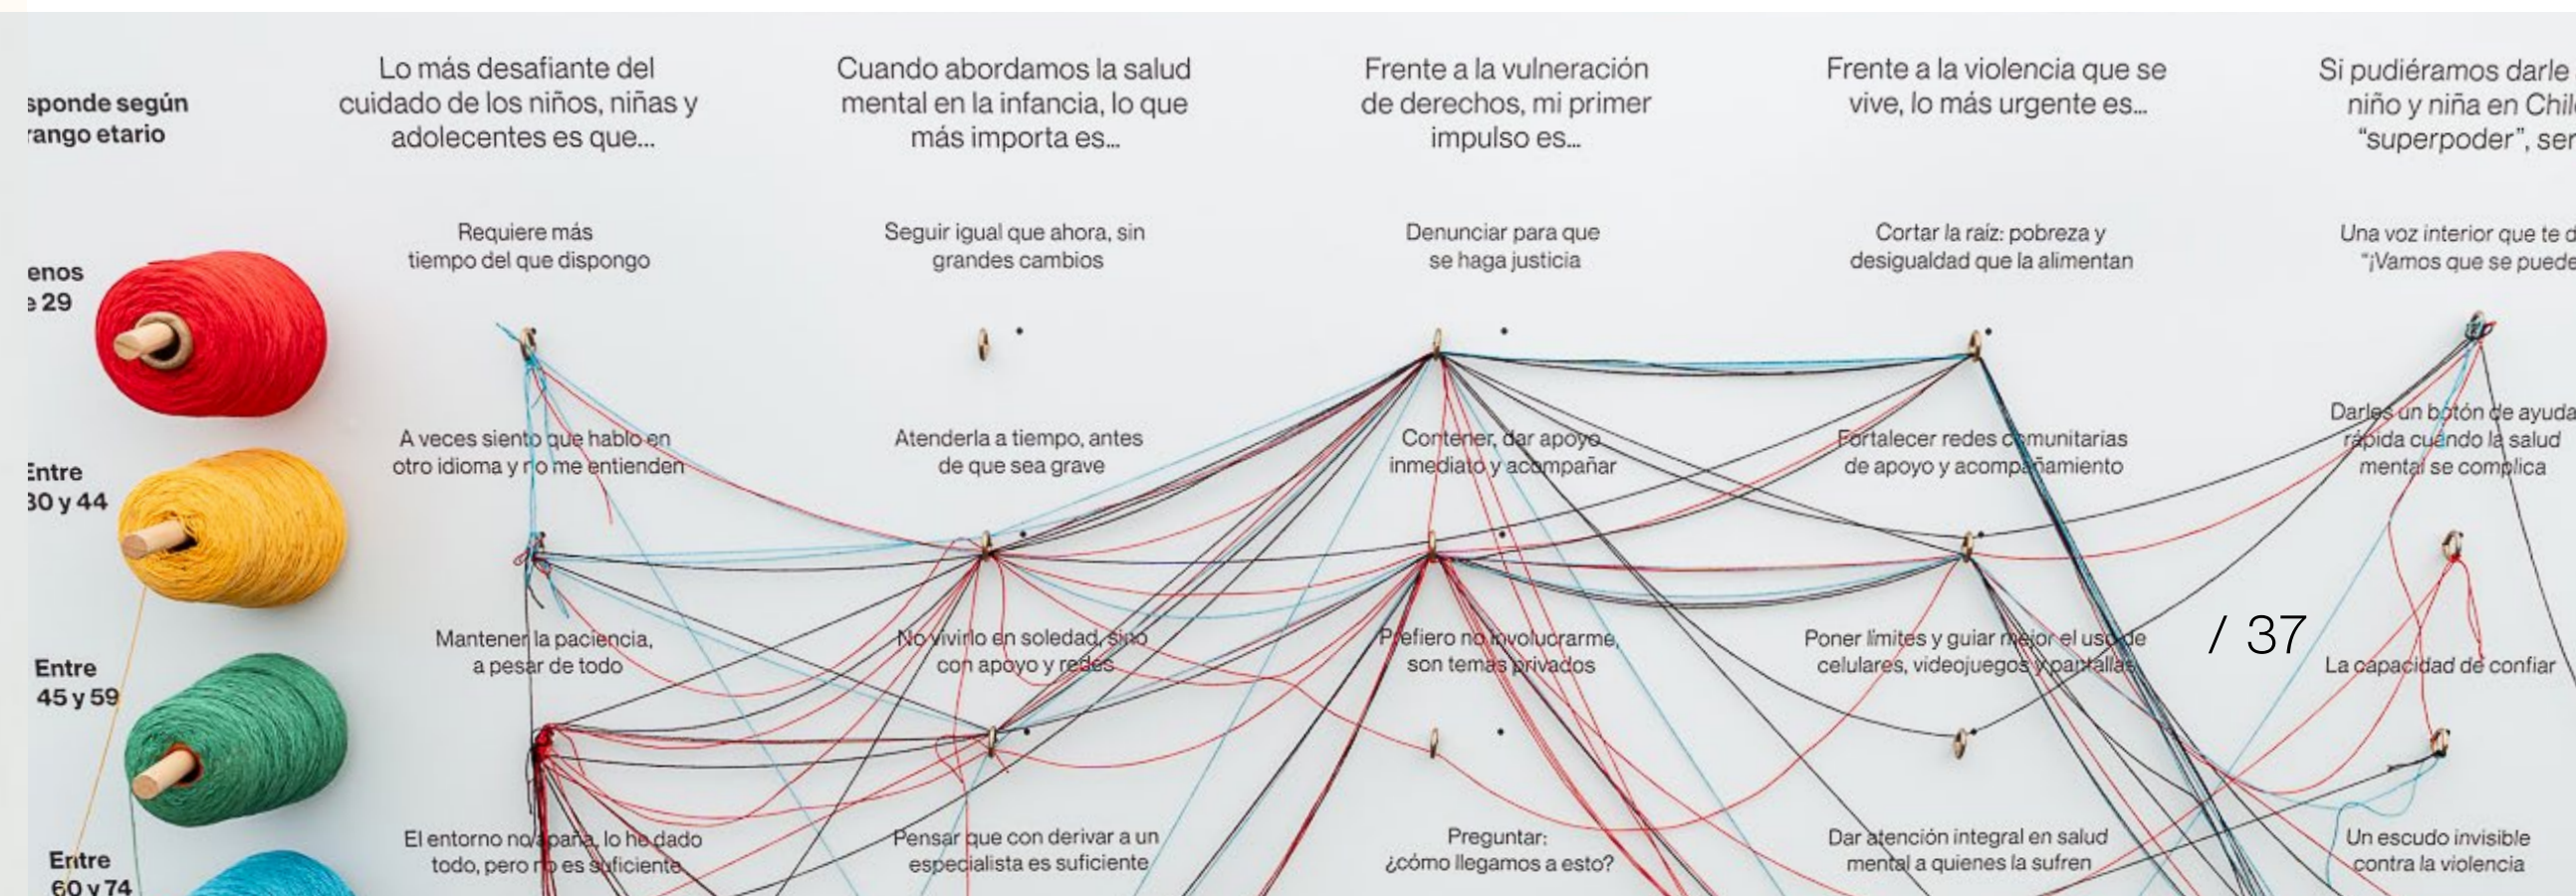 sponde según
rango etario
Lo más desafiante del
cuidado de los niños, niñas y
adolecentes es que...
Cuando abordamos la salud
mental en la infancia, lo que
más importa es...
Frente a la vulneración
de derechos, mi primer
impulso es...
Frente a la violencia que se
vive, lo más urgente es...
Si pudiéramos darle
niño y niña en Chil
“superpoder”, ser
enos
e 29
Requiere más
tiempo del que dispongo
Seguir igual que ahora, sin
grandes cambios
Denunciar para que
se haga justicia
Cortar la raíz: pobreza y
desigualdad que la alimentan
Una voz interior que te d
“¡Vamos que se puede
Entre
30 y 44
A veces siento que hablo en
otro idioma y no me entienden
Atenderla a tiempo, antes
de que sea grave
Contener, dar apoyo
inmediato y acompañar
Fortalecer redes comunitarias
de apoyo y acompañamiento
Darles un botón de ayuda
rápida cuando la salud
mental se complica
Entre
45 y 59
Mantener la paciencia,
a pesar de todo
No vivirlo en soledad, sino
con apoyo y redes
Prefiero no involucrarme,
son temas privados
Poner límites y guiar mejor el uso de
celulares, videojuegos y pantallas
La capacidad de confiar
/ 37
Entre
60 y 74
El entorno no apaña, lo he dado
todo, pero no es suficiente
Pensar que con derivar a un
especialista es suficiente
Preguntar:
¿cómo llegamos a esto?
Dar atención integral en salud
mental a quienes la sufren
Un escudo invisible
contra la violencia